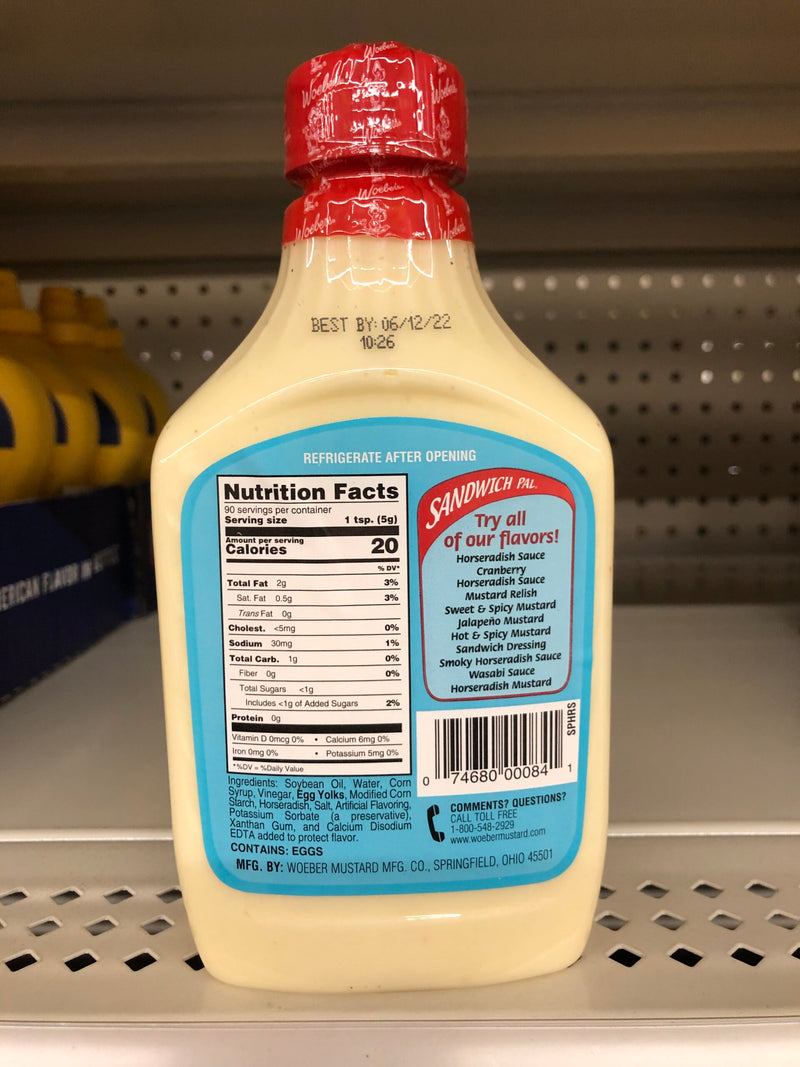 Woeber's
Woeber's
Woeber's
BEST BY: 06/12/22
10:26
REFRIGERATE AFTER OPENING
Nutrition Facts
90 servings per container
Serving size 1 tsp. (5g)
Amount per serving
Calories 20
% DV*
Total Fat 2g 3%
Sat. Fat 0.5g 3%
Trans Fat 0g
Cholest. <5mg 0%
Sodium 30mg 1%
Total Carb. 1g 0%
Fiber 0g 0%
Total Sugars <1g
Includes <1g of Added Sugars 2%
Protein 0g
Vitamin D 0mcg 0% • Calcium 6mg 0%
Iron 0mg 0% • Potassium 5mg 0%
*%DV = %Daily Value
Ingredients: Soybean Oil, Water, Corn
Syrup, Vinegar, Egg Yolks, Modified Corn
Starch, Horseradish, Salt, Artificial Flavoring,
Potassium Sorbate (a preservative),
Xanthan Gum, and Calcium Disodium
EDTA added to protect flavor.
CONTAINS: EGGS
MFG. BY: WOEBER MUSTARD MFG. CO., SPRINGFIELD, OHIO 45501
SANDWICH PAL
Try all
of our flavors!
Horseradish Sauce
Cranberry
Horseradish Sauce
Mustard Relish
Sweet & Spicy Mustard
Jalapeño Mustard
Hot & Spicy Mustard
Sandwich Dressing
Smoky Horseradish Sauce
Wasabi Sauce
Horseradish Mustard
SPHRS
0 74680 00084 1
COMMENTS? QUESTIONS?
CALL TOLL FREE
1-800-548-2929
www.woebermustard.com
ERICAN FLAVOR IN